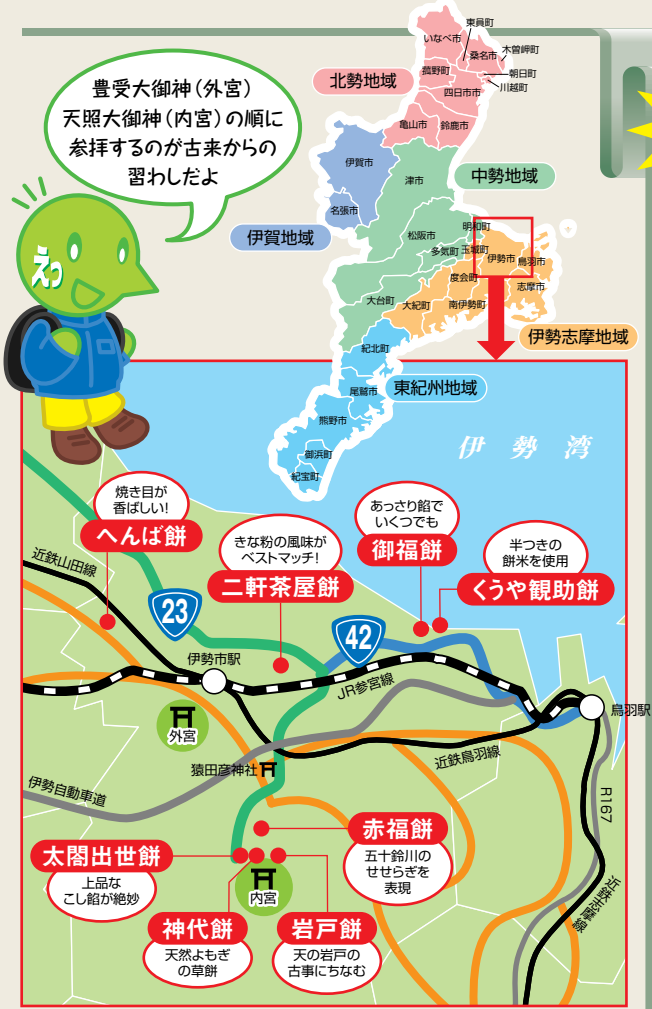 豊受大御神(外宮)
天照大御神(内宮)の順に
参拝するのが古来からの
習わしだよ
えっ
北勢地域
いなべ市
東員町
桑名市
木曽岬町
菰野町
朝日町
川越町
四日市市
亀山市
鈴鹿市
伊賀市
名張市
伊賀地域
津市
中勢地域
松阪市
明和町
多気町
玉城町
大台町
伊勢市
鳥羽市
度会町
志摩市
大紀町
南伊勢町
伊勢志摩地域
紀北町
尾鷲市
東紀州地域
熊野市
御浜町
紀宝町
伊勢湾
焼き目が
香ばしい!
へんば餅
きな粉の風味が
ベストマッチ!
二軒茶屋餅
あっさり餡で
いくつでも
御福餅
半つきの
餅米を使用
くうや観助餅
近鉄山田線
23
42
伊勢市駅
JR参宮線
鳥羽駅
外宮
猿田彦神社
近鉄鳥羽線
伊勢自動車道
R167
近鉄志摩線
赤福餅
五十鈴川の
せせらぎを
表現
太閤出世餅
上品な
こし餡が絶妙
内宮
神代餅
天然よもぎ
の草餅
岩戸餅
天の岩戸の
古事にちなむ